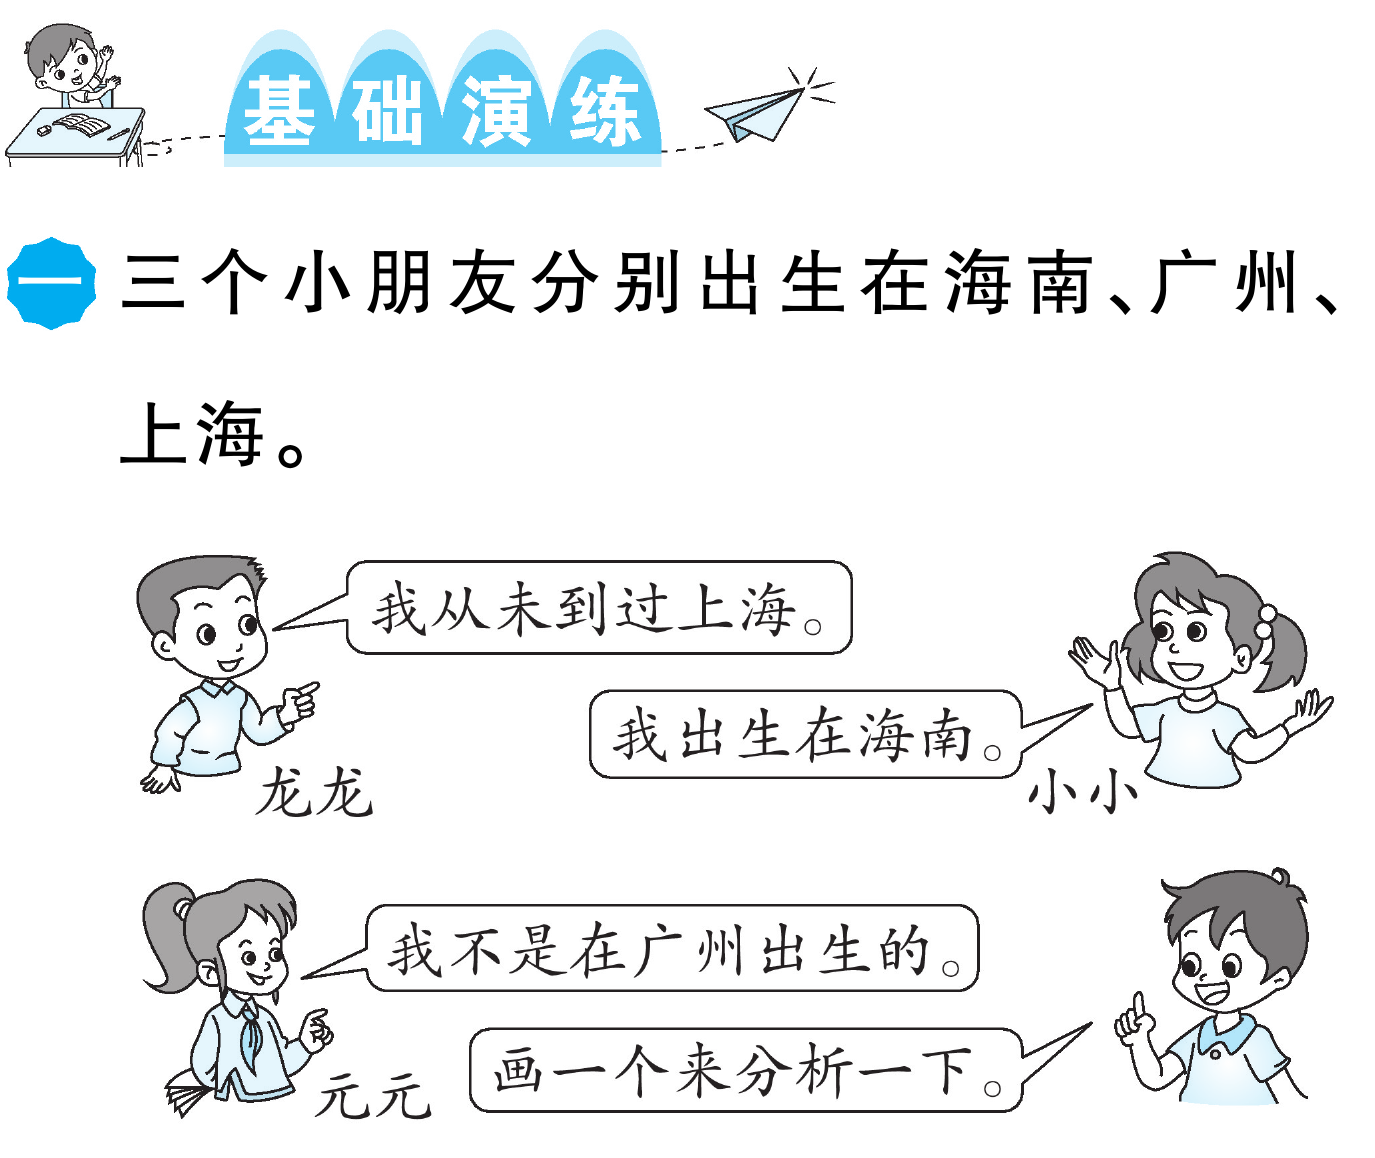 基础演练
一 三个小朋友分别出生在海南、广州、
上海。
我从未到过上海。
我出生在海南。
龙龙
小小
我不是在广州出生的。
画一个来分析一下。
元元